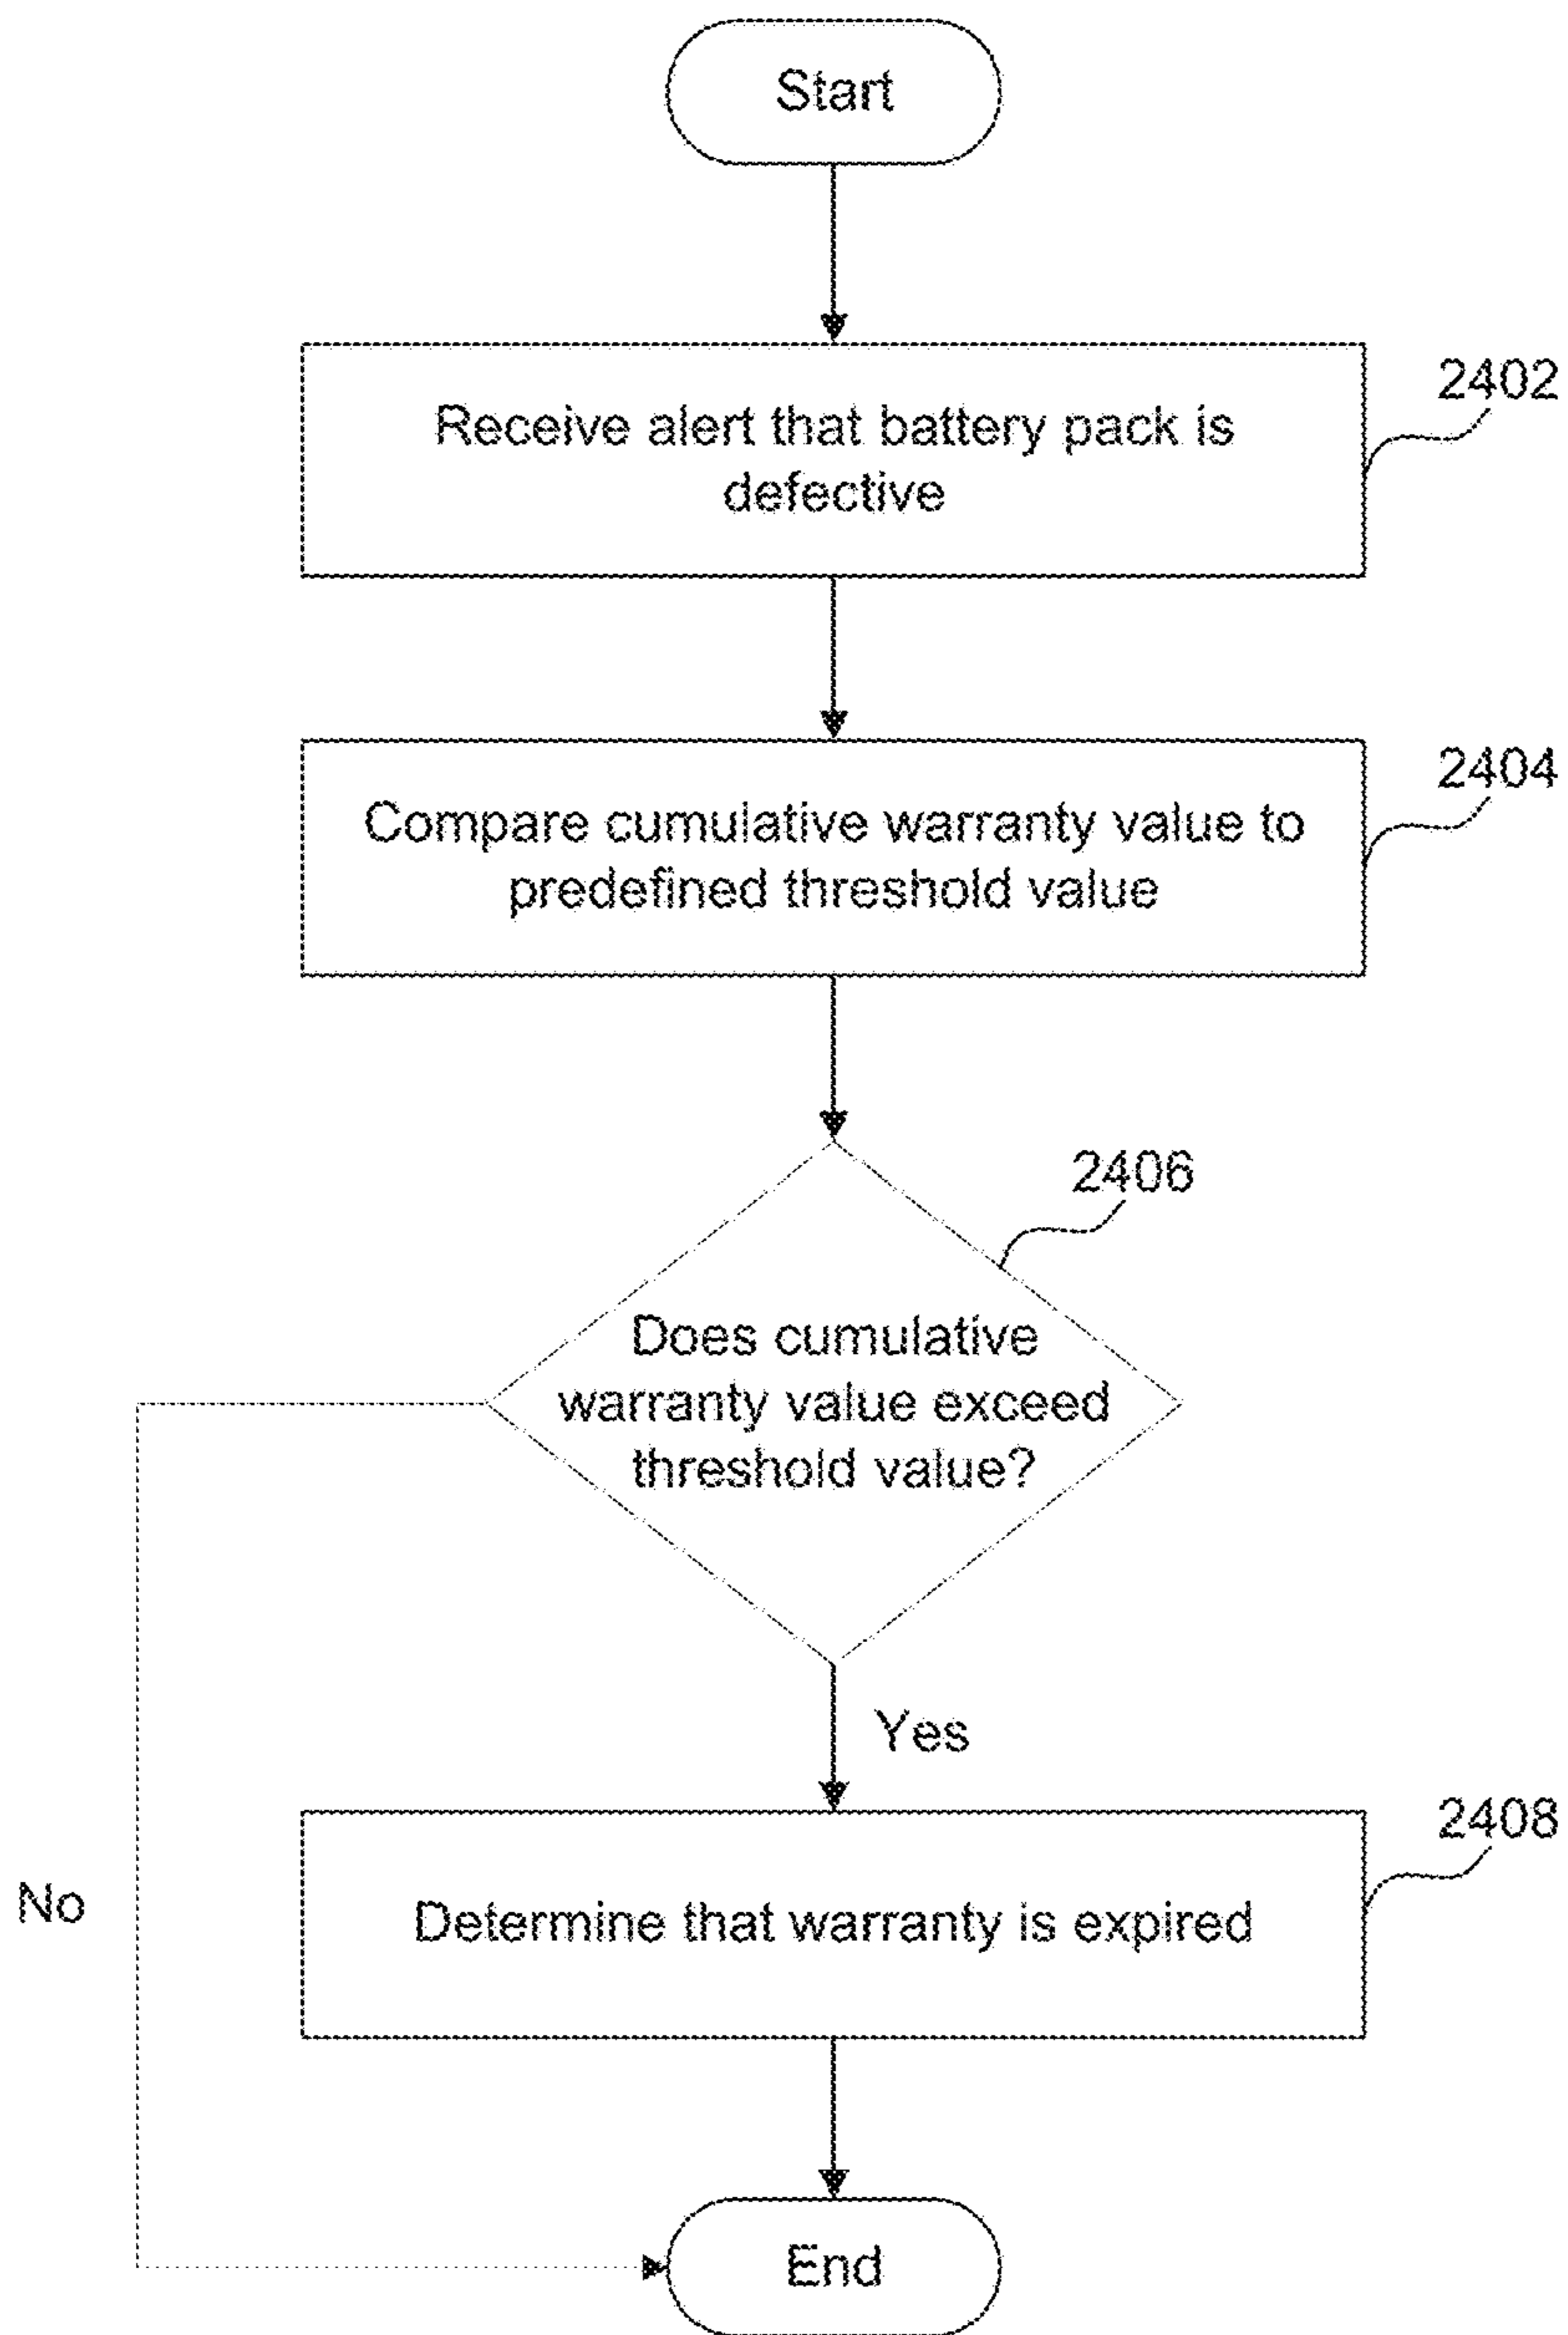 Start
Receive alert that battery pack is
defective
2402
Compare cumulative warranty value to
predefined threshold value
2404
2406
Does cumulative
warranty value exceed
threshold value?
Yes
No
Determine that warranty is expired
2408
End